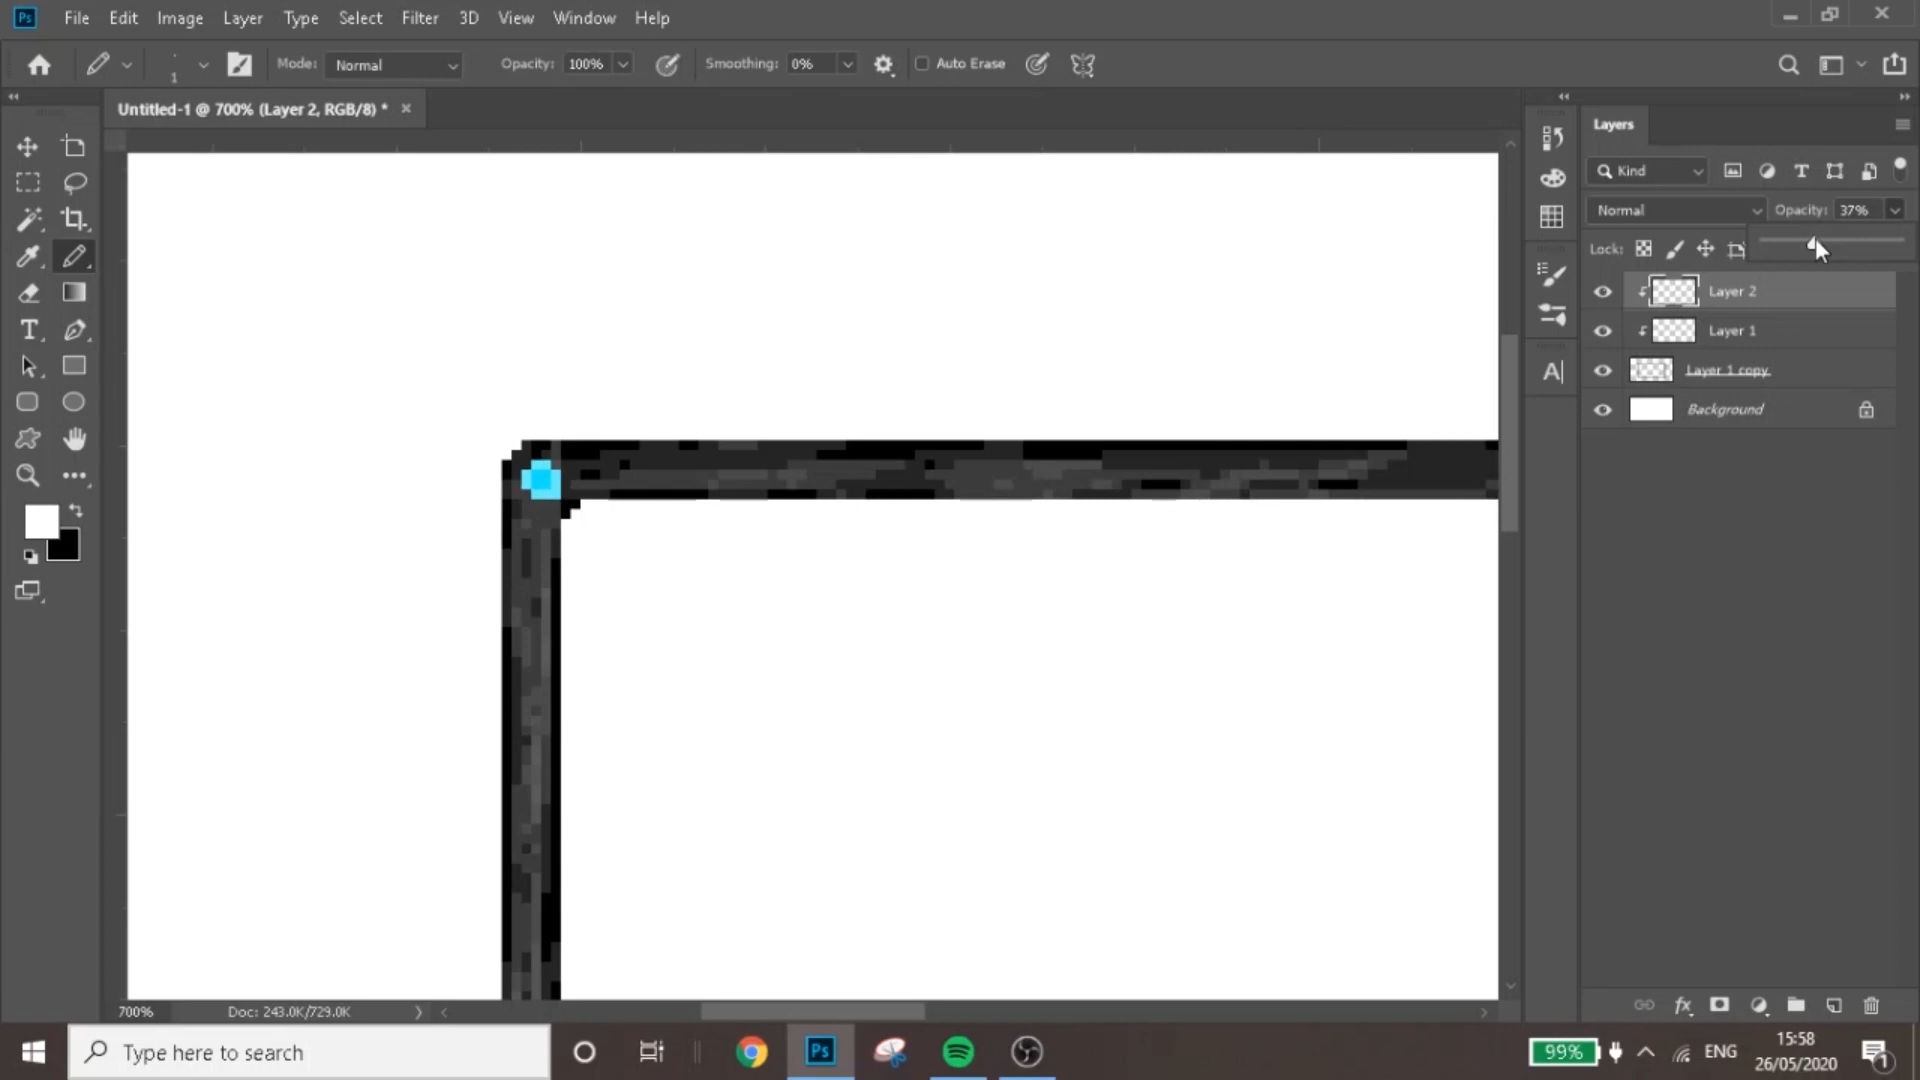 Ps File Edit Image Layer Type Select Filter 3D View Window Help
1 Mode: Normal Opacity: 100% Smoothing: 0% Auto Erase
Untitled-1 @ 700% (Layer 2, RGB/8) * ×
Layers
Kind
Normal Opacity: 37%
Lock:
Layer 2
Layer 1
Layer 1 copy
Background
700% Doc: 243.0K/729.0K
Type here to search
Ps
99% ENG
15:58
26/05/2020
1